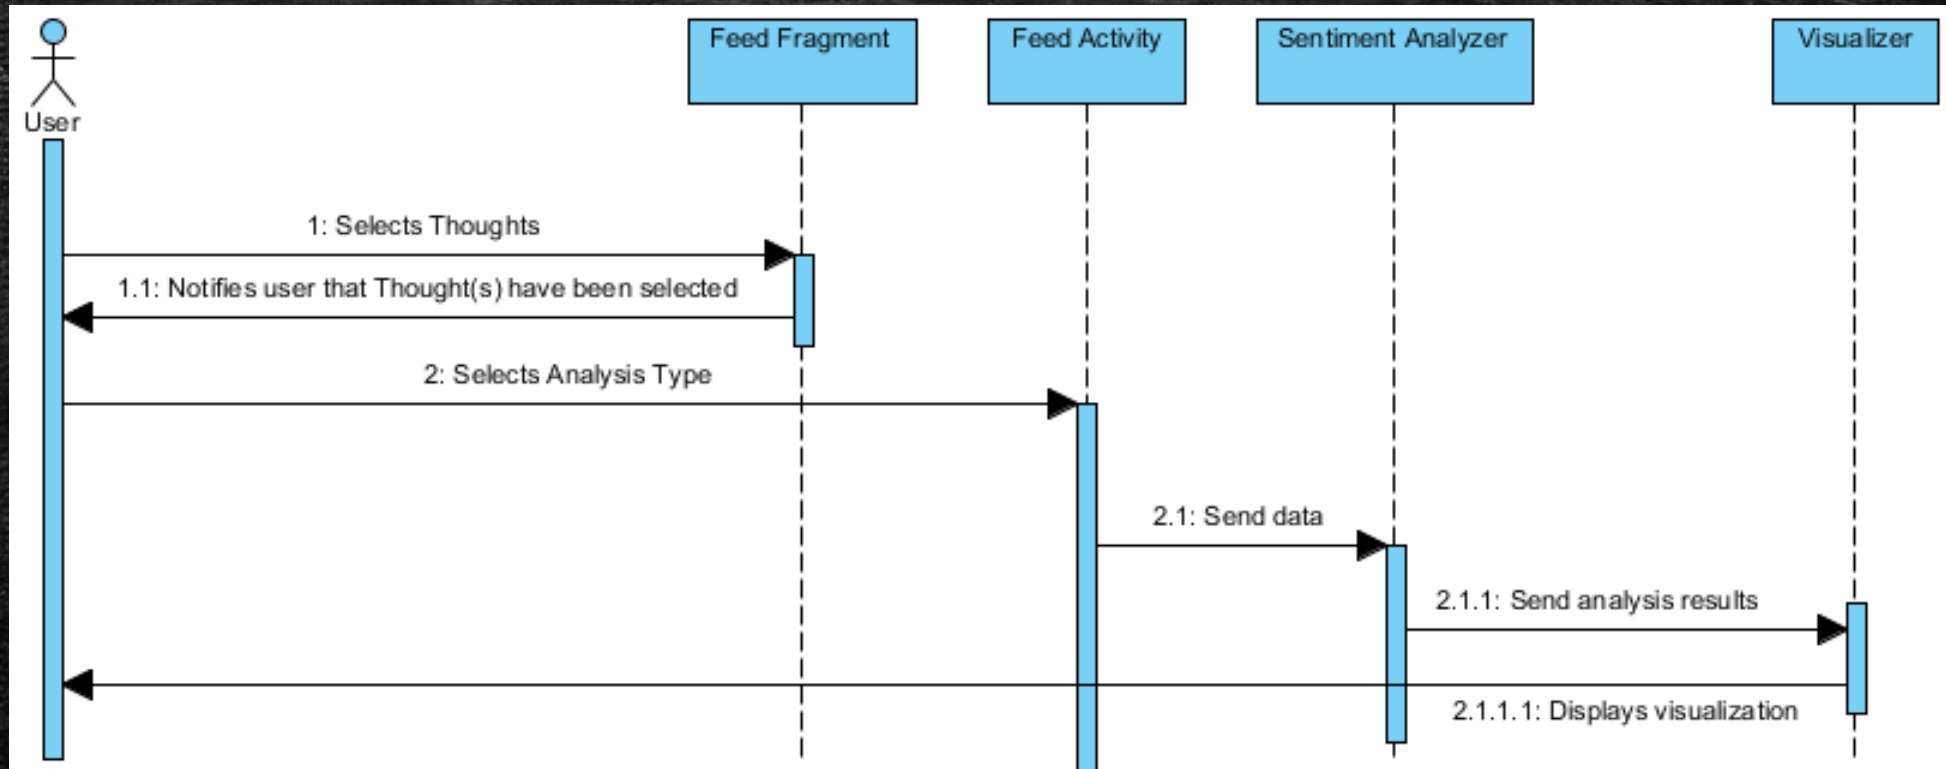 Feed Fragment
Feed Activity
Sentiment Analyzer
Visualizer
User
1: Selects Thoughts
1.1: Notifies user that Thought(s) have been selected
2: Selects Analysis Type
2.1: Send data
2.1.1: Send analysis results
2.1.1.1: Displays visualization